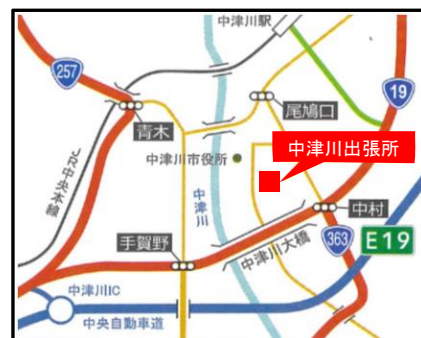 中津川駅
257
19
尾鳩口
青木
中津川出張所
中津川市役所
JR中央本線
中津川
中村
手賀野
中津川大橋
363
E19
中津川IC
中央自動車道